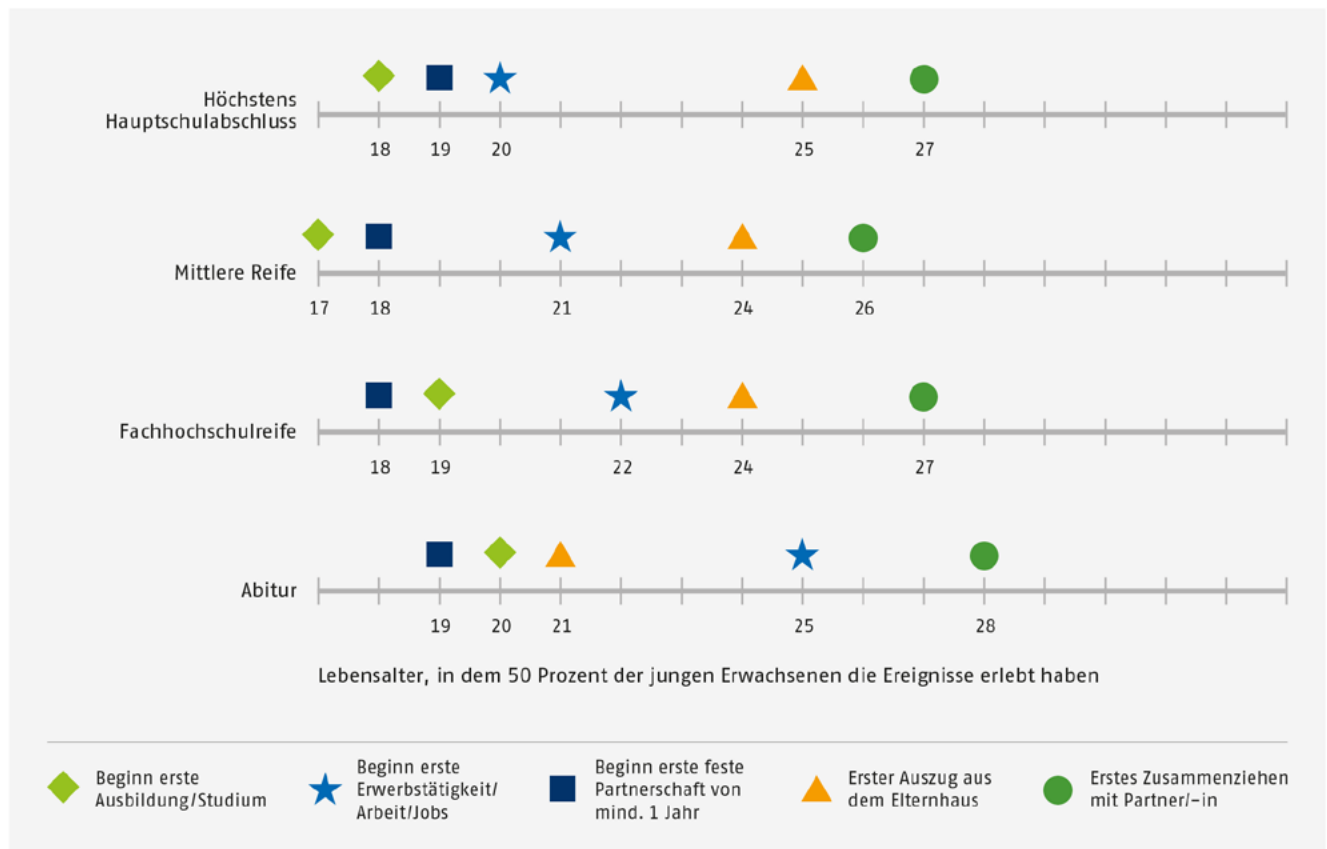 Höchstens
Hauptschulabschluss
18 19 20 25 27
Mittlere Reife
17 18 21 24 26
Fachhochschulreife
18 19 22 24 27
Abitur
19 20 21 25 28
Lebensalter, in dem 50 Prozent der jungen Erwachsenen die Ereignisse erlebt haben
Beginn erste
Ausbildung/Studium
Beginn erste
Erwerbstätigkeit/
Arbeit/Jobs
Beginn erste feste
Partnerschaft von
mind. 1 Jahr
Erster Auszug aus
dem Elternhaus
Erstes Zusammenziehen
mit Partner/-in